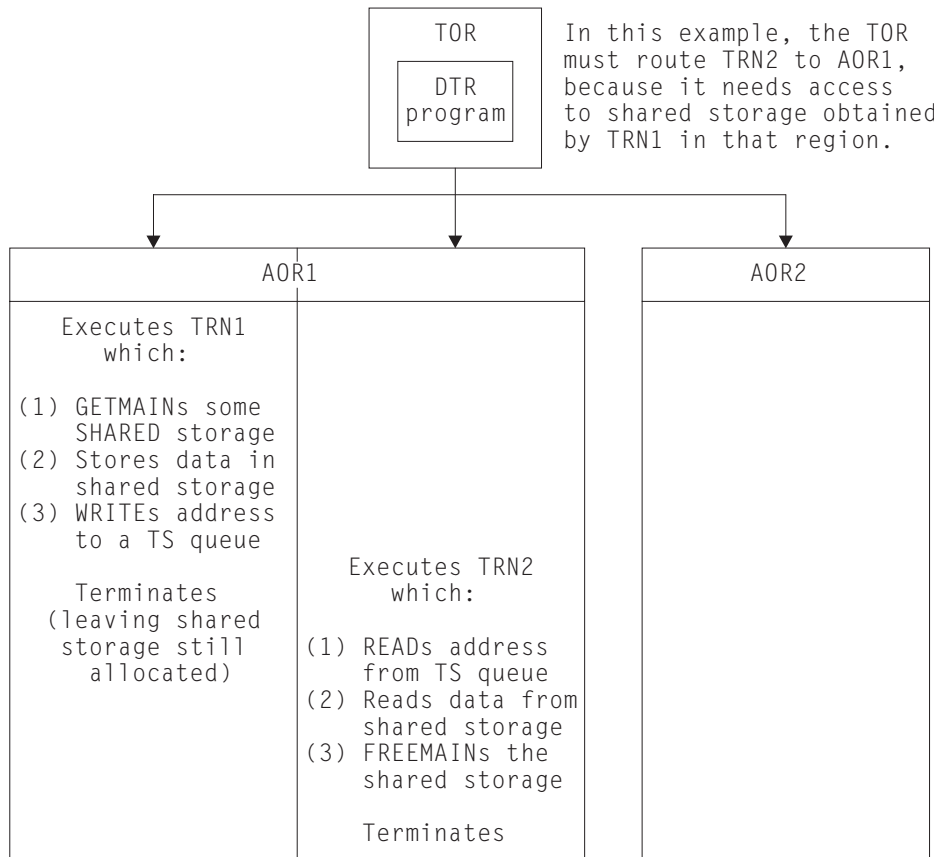 TOR
DTR
program
In this example, the TOR
must route TRN2 to AOR1,
because it needs access
to shared storage obtained
by TRN1 in that region.
AOR1
AOR2
Executes TRN1
which:
(1) GETMAINs some
SHARED storage
(2) Stores data in
shared storage
(3) WRITEs address
to a TS queue
Terminates
(leaving shared
storage still
allocated)
Executes TRN2
which:
(1) READs address
from TS queue
(2) Reads data from
shared storage
(3) FREEMAINs the
shared storage
Terminates